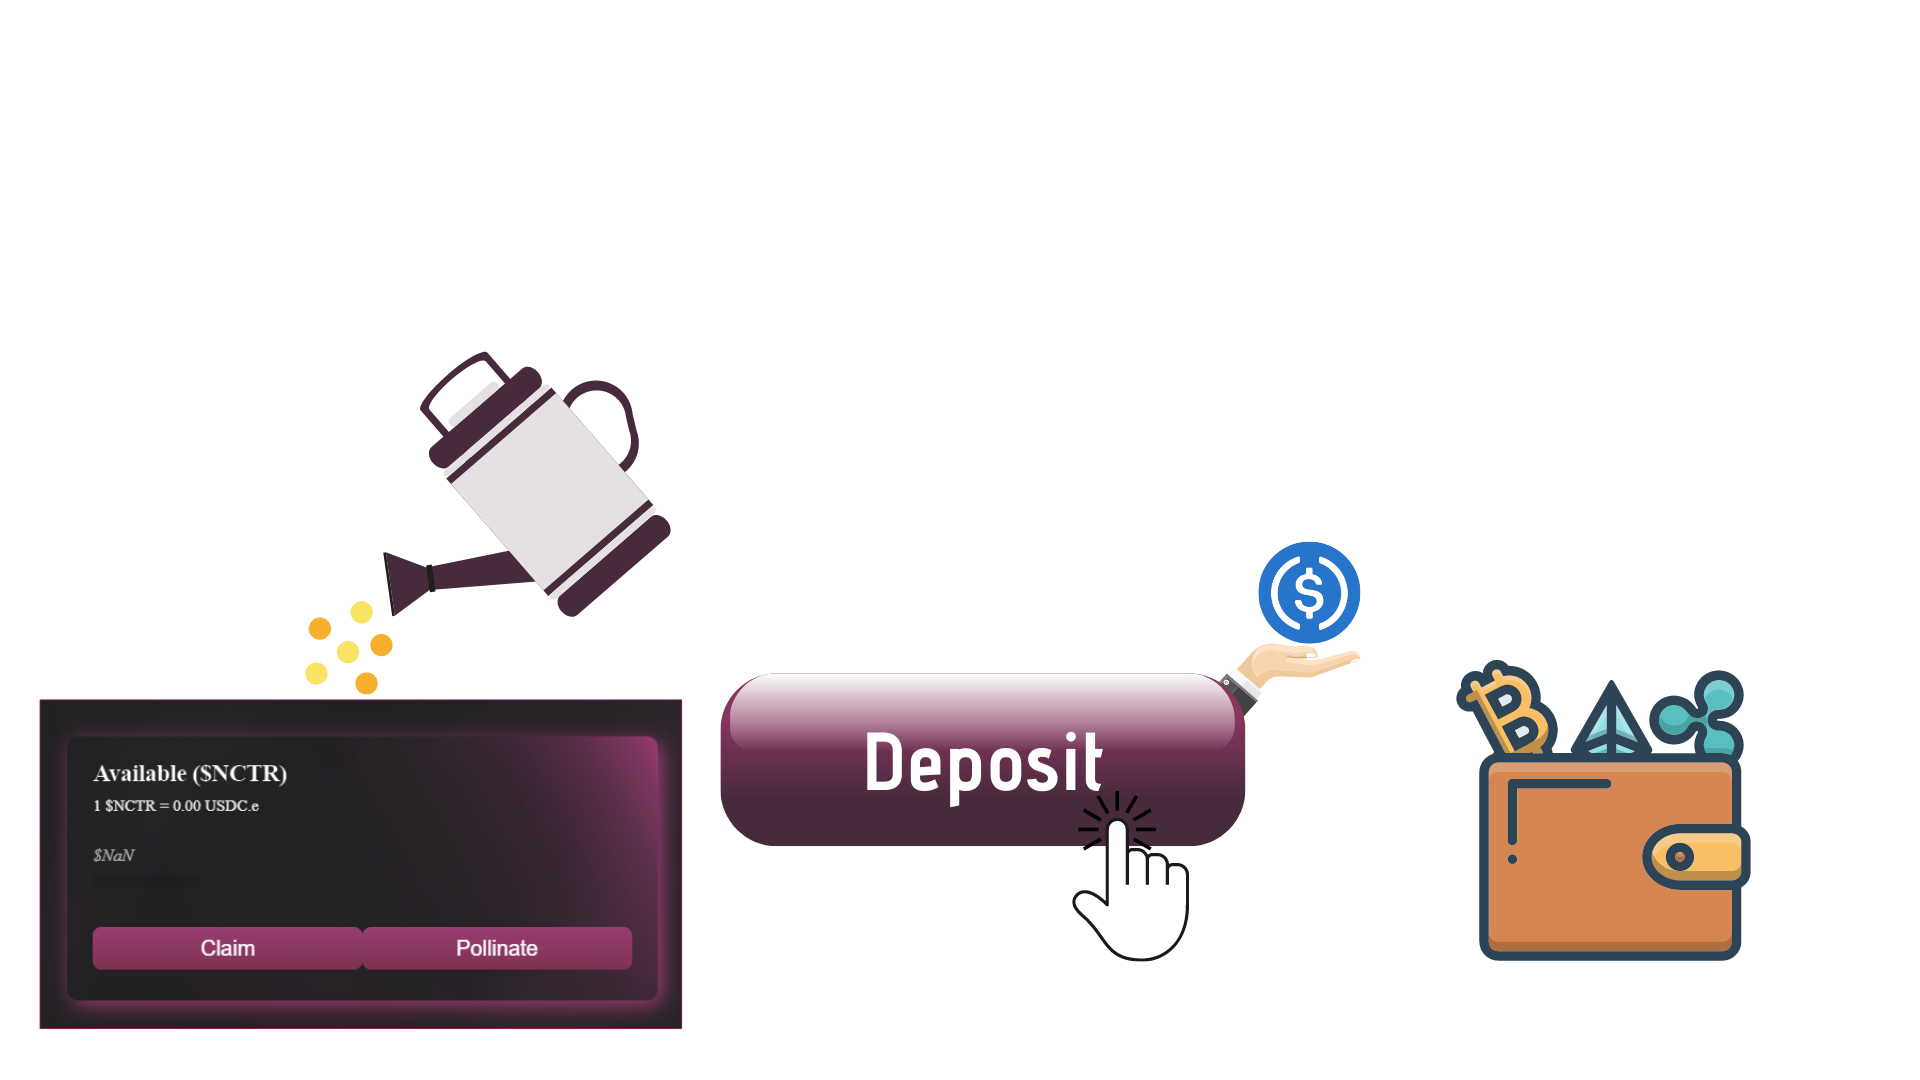 Available ($NCTR)
1 $NCTR = 0.00 USDC.e
$NaN
Claim
Pollinate
Deposit